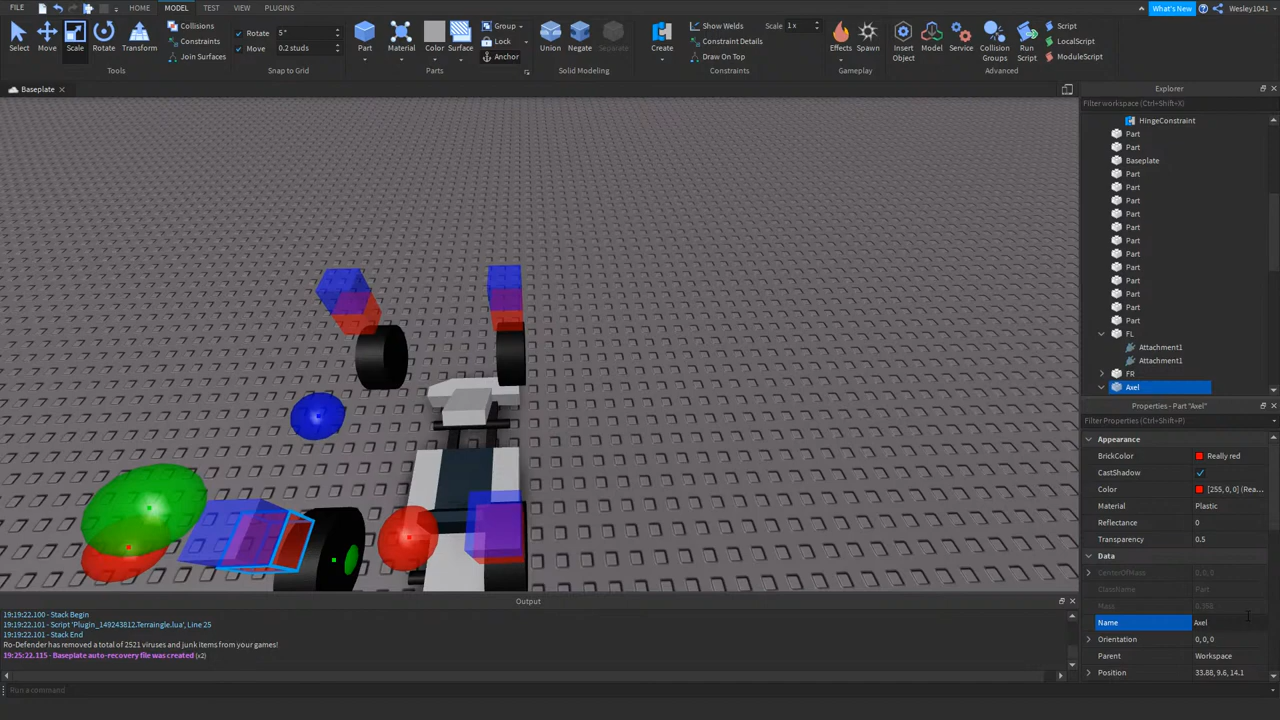 FILE HOME MODEL TEST VIEW PLUGINS What's New Wesley1041
Select Move Scale Rotate Transform
Collisions
Constraints
Join Surfaces
Tools
Rotate 5°
Move 0.2 studs
Snap to Grid
Part Material Color Surface
Group
Lock
Anchor
Parts
Union Negate Separate
Solid Modeling
Create
Show Welds Scale 1x
Constraint Details
Draw On Top
Constraints
Effects Spawn
Gameplay
Insert Object Model Service Collision Groups Run Script
Script
LocalScript
ModuleScript
Advanced
Baseplate
Explorer
Filter workspace (Ctrl+Shift+X)
HingeConstraint
Part
Part
Baseplate
Part
Part
Part
Part
Part
Part
Part
Part
Part
Part
Part
Part
FL
Attachment1
Attachment1
FR
Axel
Properties - Part "Axel"
Filter Properties (Ctrl+Shift+P)
Appearance
BrickColor Really red
CastShadow
Color [255, 0, 0] (Rea...
Material Plastic
Reflectance 0
Transparency 0.5
Data
CenterOfMass 0, 0, 0
ClassName Part
Mass
Name Axel
Orientation 0, 0, 0
Parent Workspace
Position 33.88, 9.6, 14.1
Output
19:19:22.100 - Stack Begin
19:19:22.101 - Script 'Plugin_149243812.Terraingle.lua', Line 25
19:19:22.101 - Stack End
Ro-Defender has removed a total of 2521 viruses and junk items from your games!
19:25:22.115 - Baseplate auto-recovery file was created (x2)
Run a command